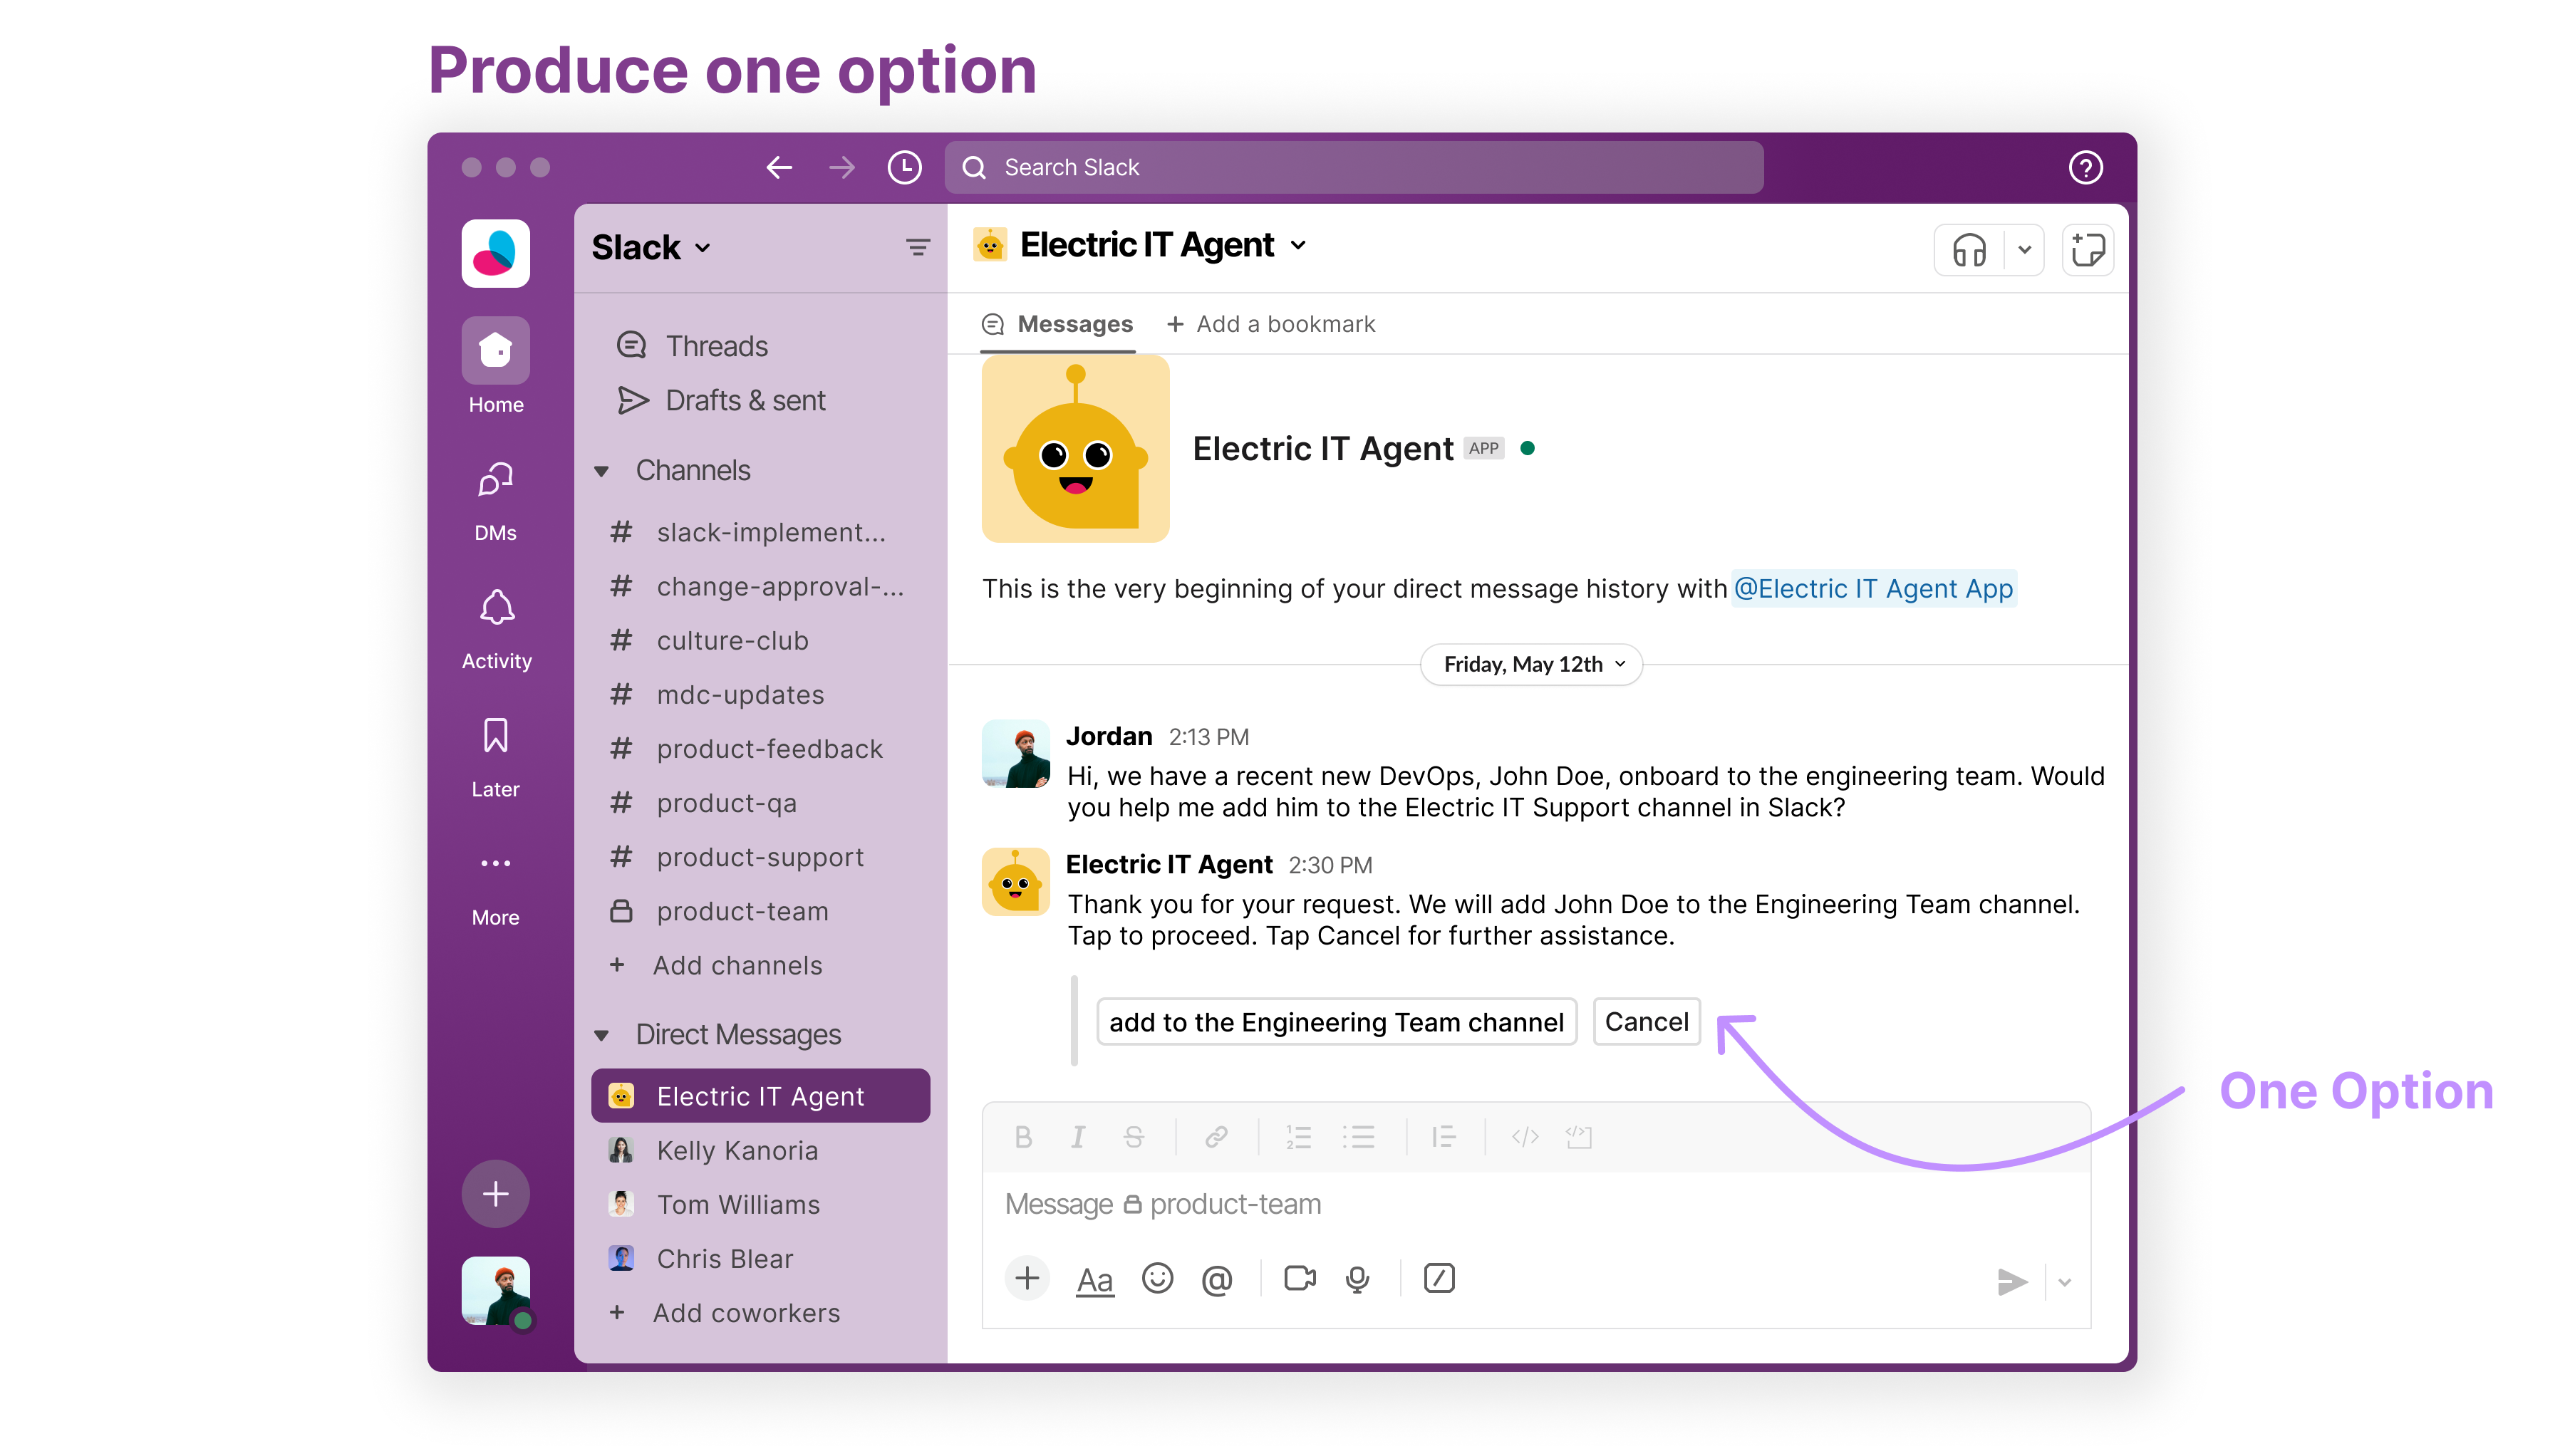 Produce one option
Search Slack
Slack
Electric IT Agent
Home
DMs
Activity
Later
More
Threads
Drafts & sent
Channels
# slack-implement...
# change-approval-...
# culture-club
# mdc-updates
# product-feedback
# product-qa
# product-support
product-team
+ Add channels
Direct Messages
Electric IT Agent
Kelly Kanoria
Tom Williams
Chris Blear
+ Add coworkers
Messages
+ Add a bookmark
Electric IT Agent APP
This is the very beginning of your direct message history with @Electric IT Agent App
Friday, May 12th
Jordan 2:13 PM
Hi, we have a recent new DevOps, John Doe, onboard to the engineering team. Would
you help me add him to the Electric IT Support channel in Slack?
Electric IT Agent 2:30 PM
Thank you for your request. We will add John Doe to the Engineering Team channel.
Tap to proceed. Tap Cancel for further assistance.
add to the Engineering Team channel
Cancel
One Option
B I S
Message product-team
+ Aa @